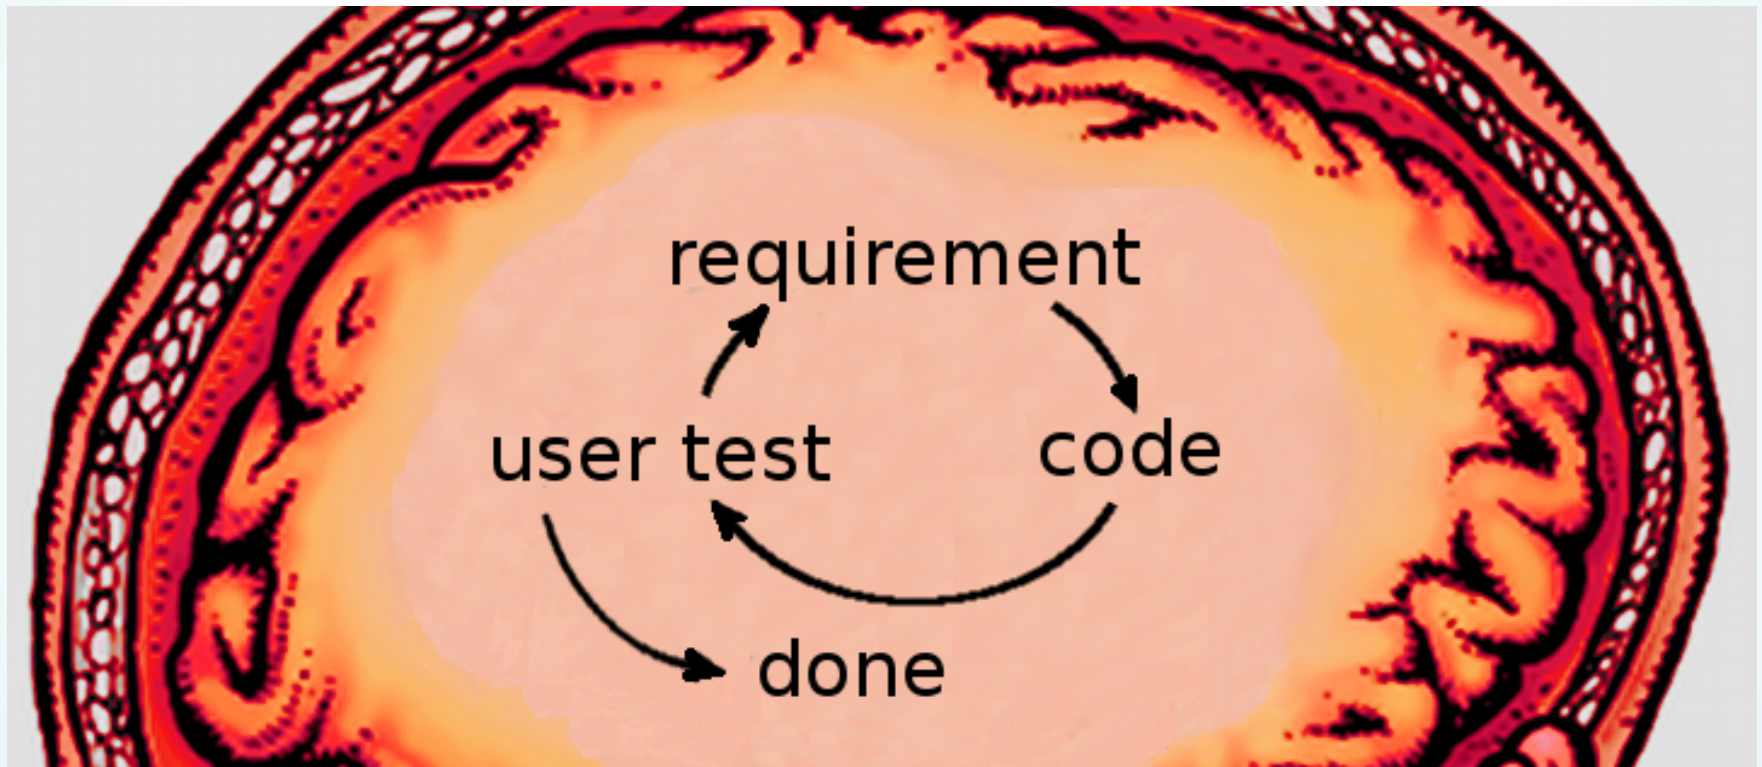 requirement
user test
code
done